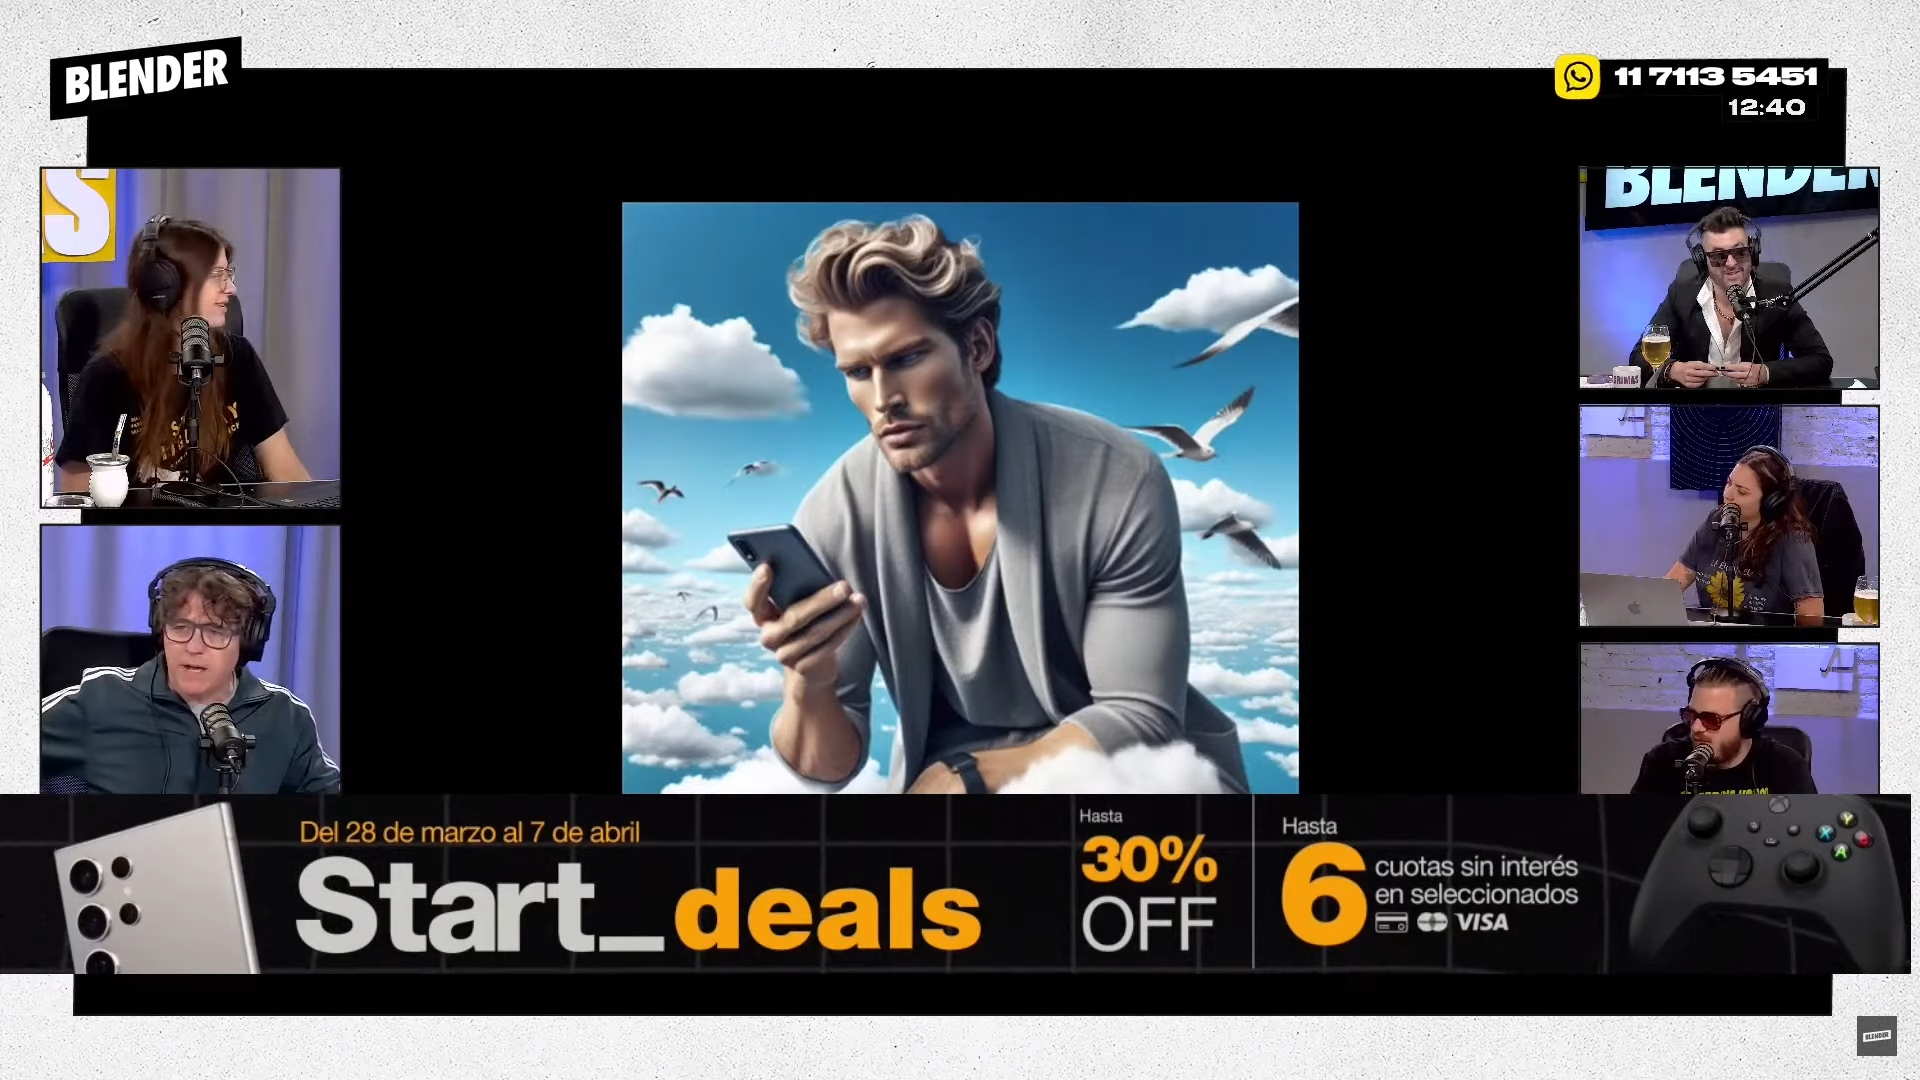 BLENDER
11 7113 5451
12:40
S
BLENDER
Del 28 de marzo al 7 de abril
Start_deals
Hasta
30%
OFF
Hasta
6 cuotas sin interés
en seleccionados
VISA
Y
X
B
A
BLENDER